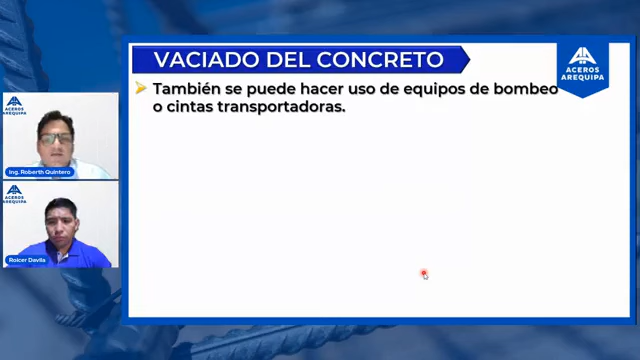 VACIADO DEL CONCRETO
ACEROS
AREQUIPA
También se puede hacer uso de equipos de bombeo
o cintas transportadoras.
ACEROS
AREQUIPA
Ing. Roberth Quintero
ACEROS
AREQUIPA
Roicer Davila